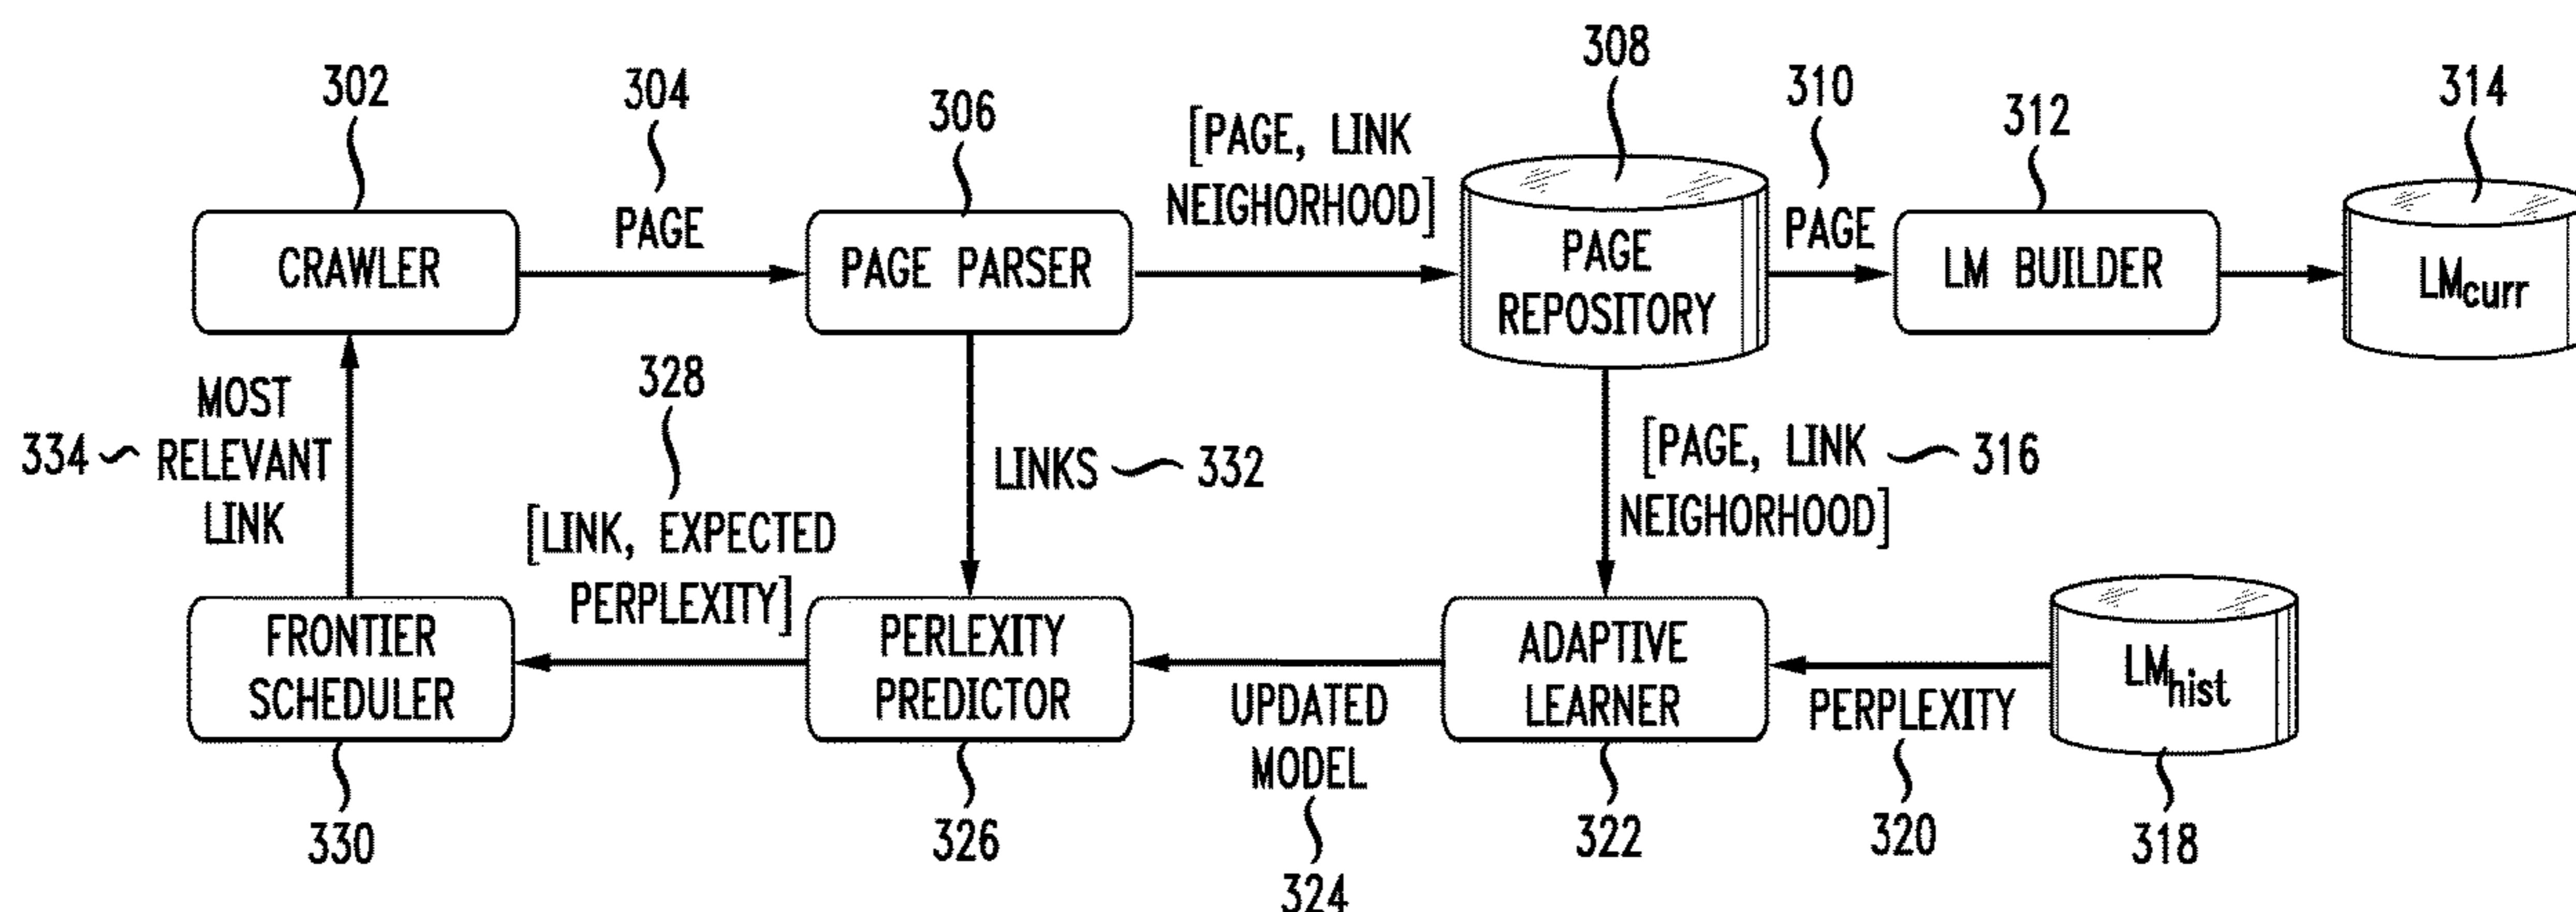 302
304
306
308
310
312
314
PAGE
[PAGE, LINK
NEIGHORHOOD]
PAGE
CRAWLER
PAGE PARSER
PAGE
REPOSITORY
LM BUILDER
LMcurr
334
MOST
RELEVANT
LINK
328
[LINK, EXPECTED
PERPLEXITY]
LINKS
332
[PAGE, LINK
NEIGHORHOOD]
316
FRONTIER
SCHEDULER
PERLEXITY
PREDICTOR
UPDATED
MODEL
ADAPTIVE
LEARNER
PERPLEXITY
LMhist
330
326
324
322
320
318